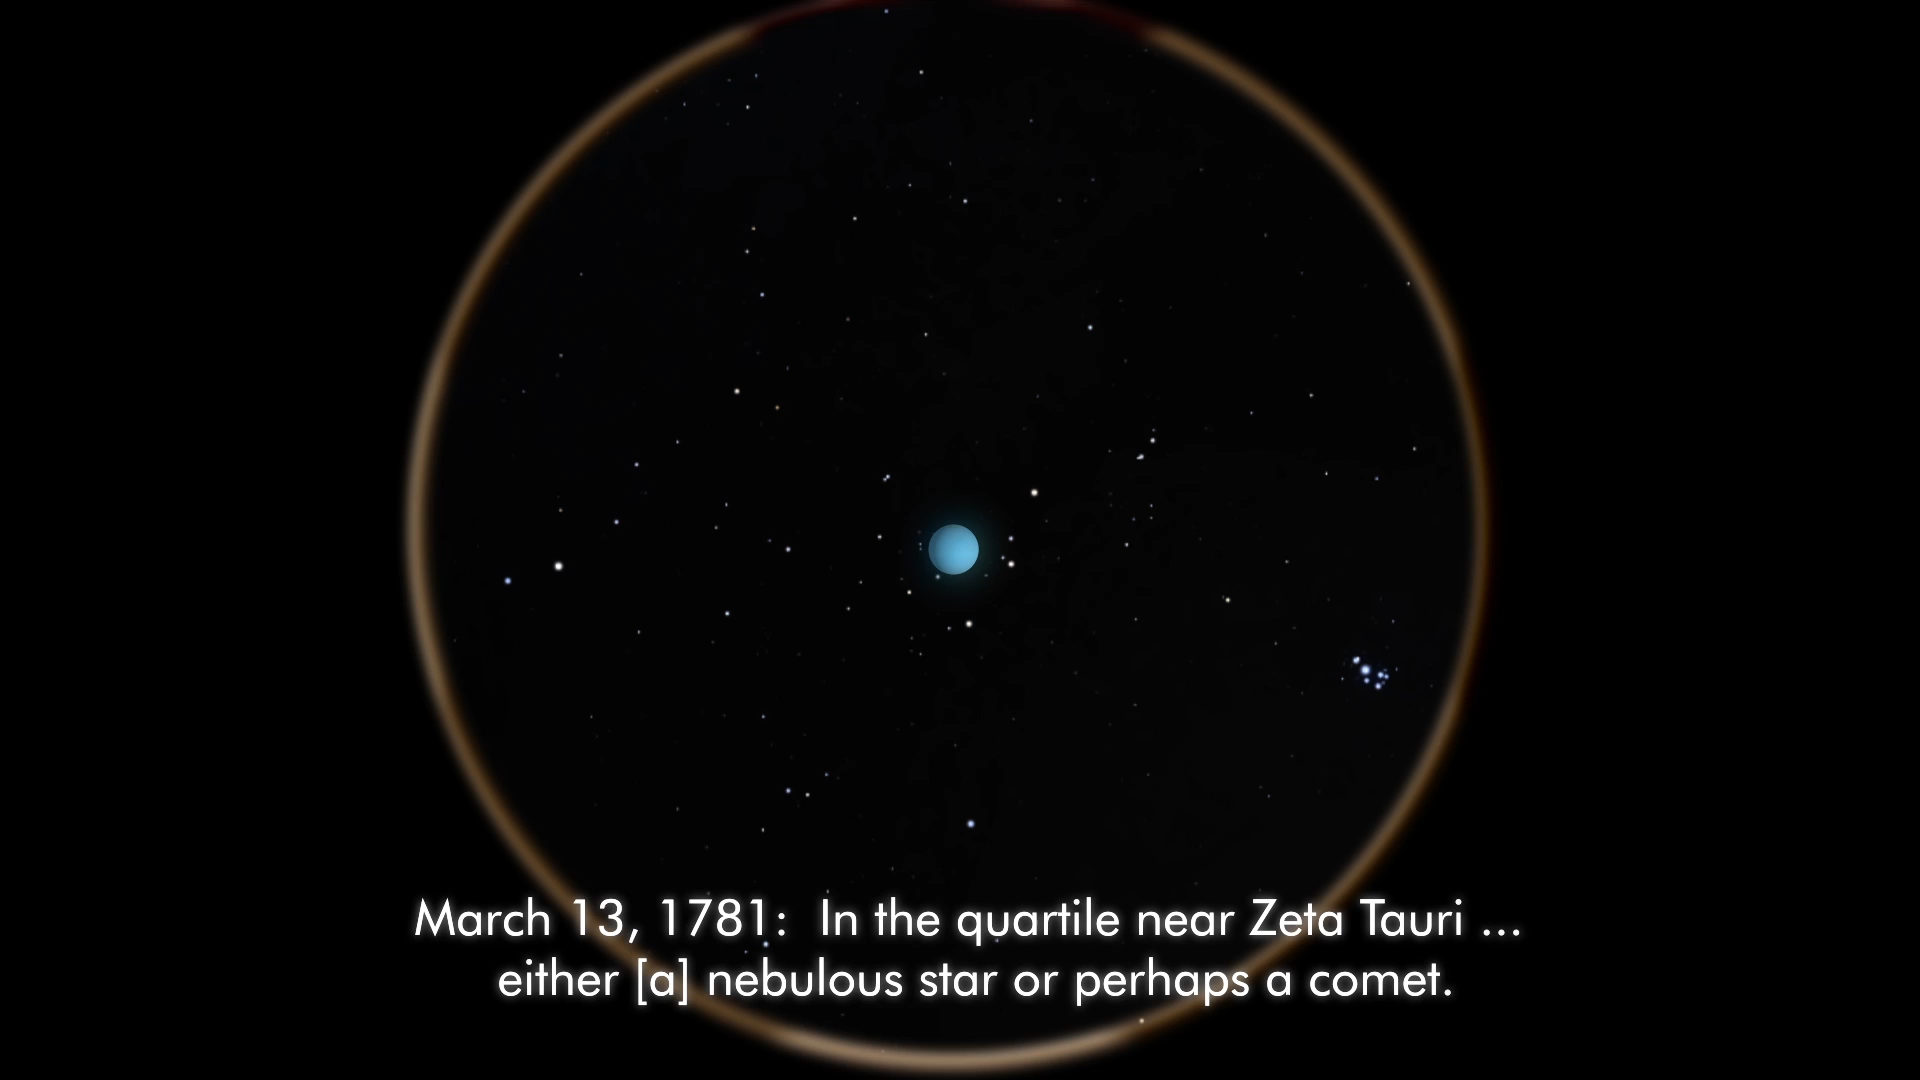 March 13, 1781:  In the quartile near Zeta Tauri ...
either [a] nebulous star or perhaps a comet.